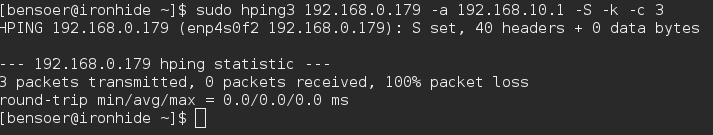 [bensoer@ironhide ~]$ sudo hping3 192.168.0.179 -a 192.168.10.1 -S -k -c 3
HPING 192.168.0.179 (enp4s0f2 192.168.0.179): S set, 40 headers + 0 data bytes
--- 192.168.0.179 hping statistic ---
3 packets transmitted, 0 packets received, 100% packet loss
round-trip min/avg/max = 0.0/0.0/0.0 ms
[bensoer@ironhide ~]$